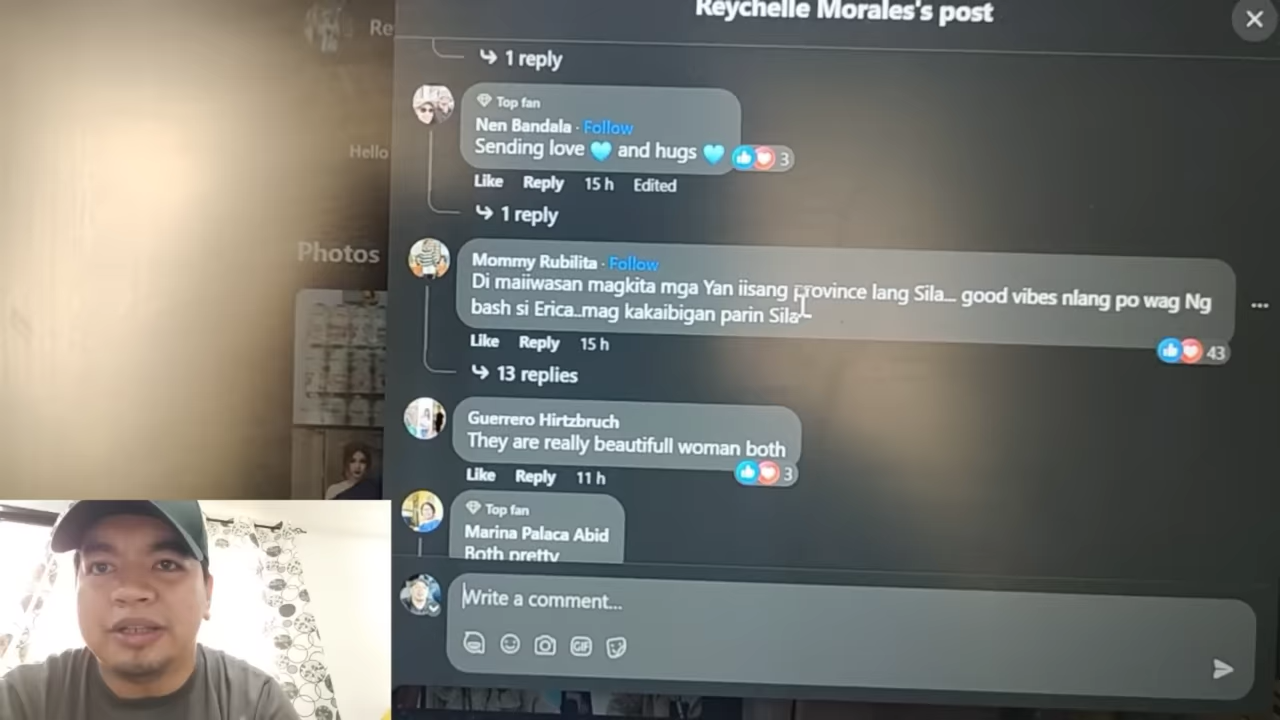 Reychelle Morales's post
Re
1 reply
Top fan
Nen Bandala · Follow
Sending love 🩵 and hugs 🩵
3
Like Reply 15 h Edited
Hello
1 reply
Photos
Mommy Rubilita · Follow
Di maiiwasan magkita mga Yan iisang province lang Sila... good vibes nlang po wag Ng
bash si Erica..mag kakaibigan parin Sila
43
Like Reply 15 h
13 replies
Guerrero Hirtzbruch
They are really beautifull woman both
3
Like Reply 11 h
Top fan
Marina Palaca Abid
Both pretty
Write a comment...
GIF